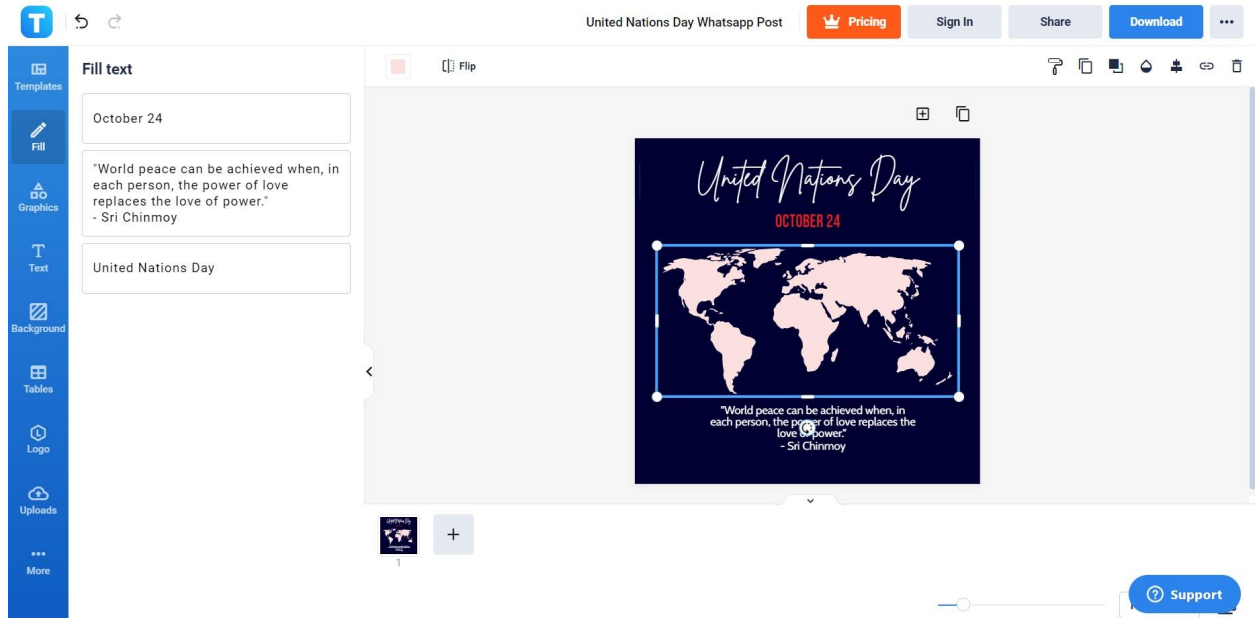 T
United Nations Day Whatsapp Post
Pricing
Sign In
Share
Download
Templates
Fill
Graphics
Text
Background
Tables
Logo
Uploads
More
Fill text
October 24
"World peace can be achieved when, in
each person, the power of love
replaces the love of power."
- Sri Chinmoy
United Nations Day
Flip
United Nations Day
OCTOBER 24
"World peace can be achieved when, in
each person, the power of love replaces the
love of power."
- Sri Chinmoy
1
Support